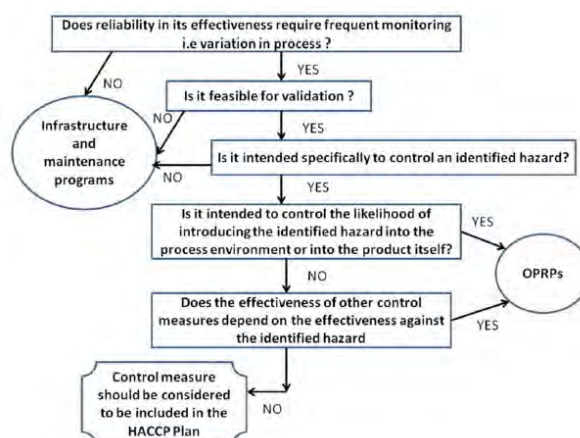 Does reliability in its effectiveness require frequent monitoring
i.e variation in process ?
NO
YES
Is it feasible for validation ?
NO
YES
Infrastructure
and
maintenance
programs
Is it intended specifically to control an identified hazard?
NO
YES
Is it intended to control the likelihood of
introducing the identified hazard into the
process environment or into the product itself?
YES
NO
OPRPs
Does the effectiveness of other control
measures depend on the effectiveness against
the identified hazard
YES
NO
Control measure
should be considered
to be included in the
HACCP Plan